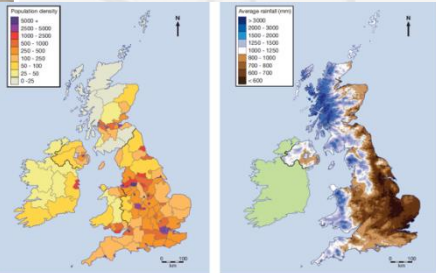 Population density
5000 +
2500 - 5000
1000 - 2500
500 - 1000
250 - 500
100 - 250
50 - 100
25 - 50
0 - 25
N
0 100
km
Average rainfall (mm)
> 3000
2000 - 3000
1500 - 2000
1250 - 1500
1000 - 1250
800 - 1000
700 - 800
600 - 700
< 600
N
0 100
km